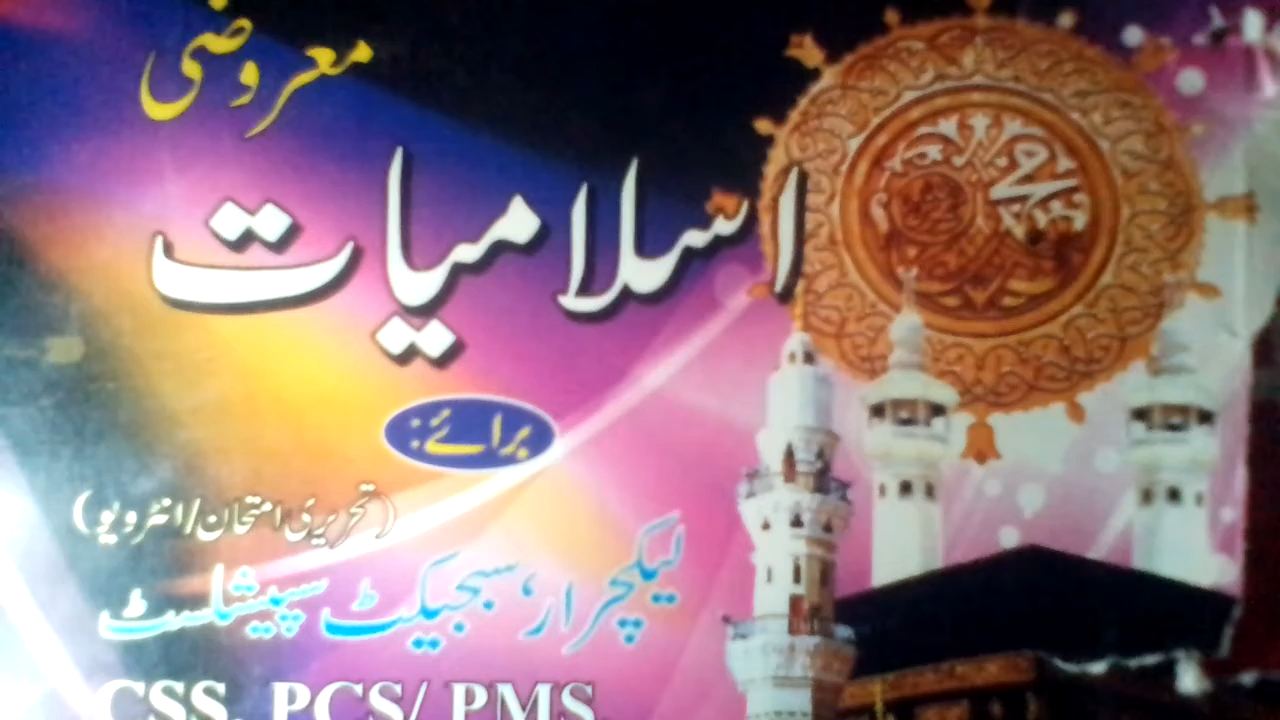 معروضی
اسلامیات
برائے:
(تحریری امتحان/انٹرویو)
لیکچرار، سبجیکٹ سپیشلسٹ
CSS, PCS/ PMS,